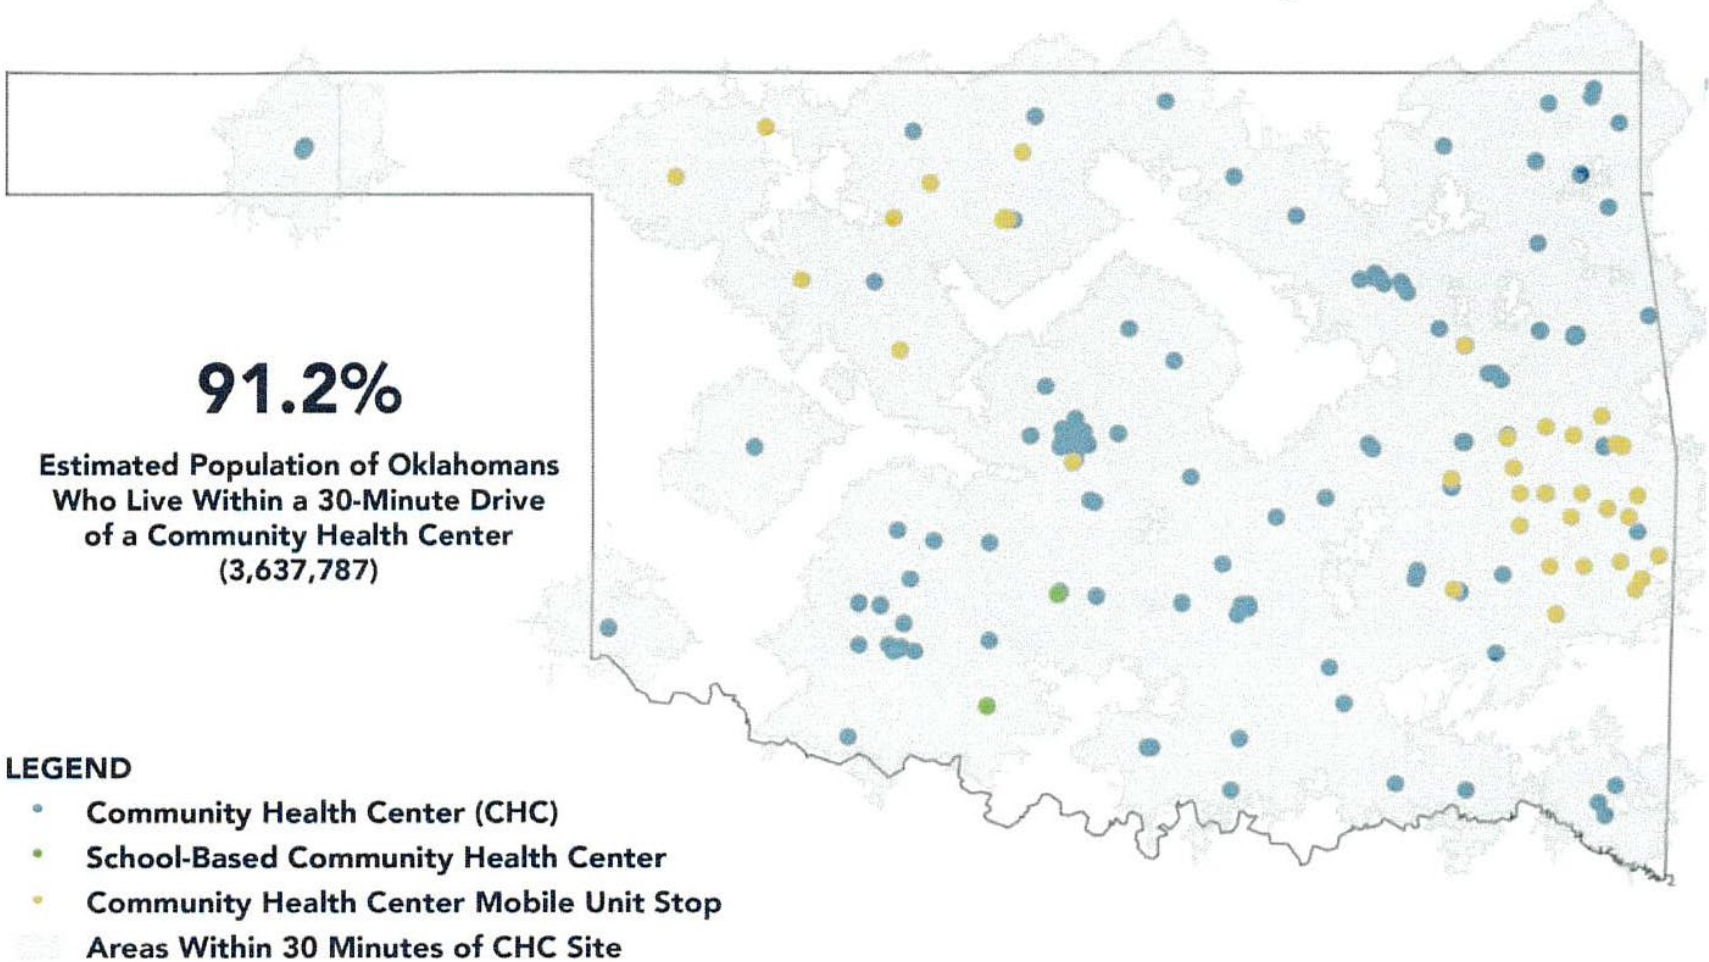 91.2%
Estimated Population of Oklahomans
Who Live Within a 30-Minute Drive
of a Community Health Center
(3,637,787)
LEGEND
Community Health Center (CHC)
School-Based Community Health Center
Community Health Center Mobile Unit Stop
Areas Within 30 Minutes of CHC Site